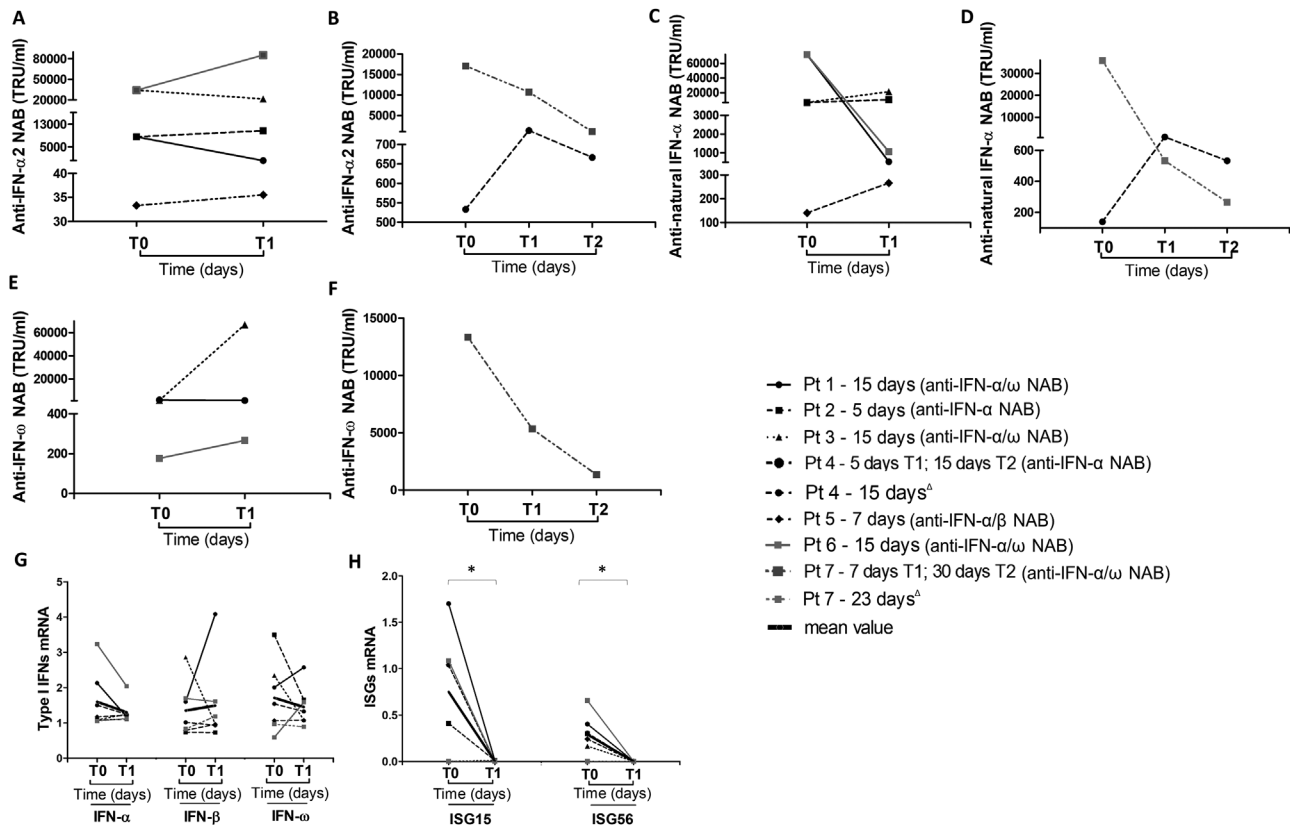 A
Anti-IFN-α2 NAB (TRU/ml)
80000
50000
20000
13000
5000
40
35
30
T0
T1
Time (days)
B
Anti-IFN-α2 NAB (TRU/ml)
20000
15000
10000
5000
700
650
600
550
500
T0
T1
T2
Time (days)
C
Anti-natural IFN-α NAB (TRU/ml)
60000
40000
20000
3000
2000
1000
300
200
100
T0
T1
Time (days)
D
Anti-natural IFN-α NAB (TRU/ml)
30000
20000
10000
600
400
200
T0
T1
T2
Time (days)
E
Anti-IFN-ω NAB (TRU/ml)
60000
40000
20000
400
200
0
T0
T1
Time (days)
F
Anti-IFN-ω NAB (TRU/ml)
15000
10000
5000
0
T0
T1
T2
Time (days)
Pt 1 - 15 days (anti-IFN-α/ω NAB)
Pt 2 - 5 days (anti-IFN-α NAB)
Pt 3 - 15 days (anti-IFN-α/ω NAB)
Pt 4 - 5 days T1; 15 days T2 (anti-IFN-α NAB)
Pt 4 - 15 days^Δ
Pt 5 - 7 days (anti-IFN-α/β NAB)
Pt 6 - 15 days (anti-IFN-α/ω NAB)
Pt 7 - 7 days T1; 30 days T2 (anti-IFN-α/ω NAB)
Pt 7 - 23 days^Δ
mean value
G
Type I IFNs mRNA
5
4
3
2
1
0
T0 T1
T0 T1
T0 T1
Time (days)
Time (days)
Time (days)
IFN-α
IFN-β
IFN-ω
H
ISGs mRNA
2.0
1.5
1.0
0.5
0.0
*
*
T0
T1
T0
T1
Time (days)
Time (days)
ISG15
ISG56